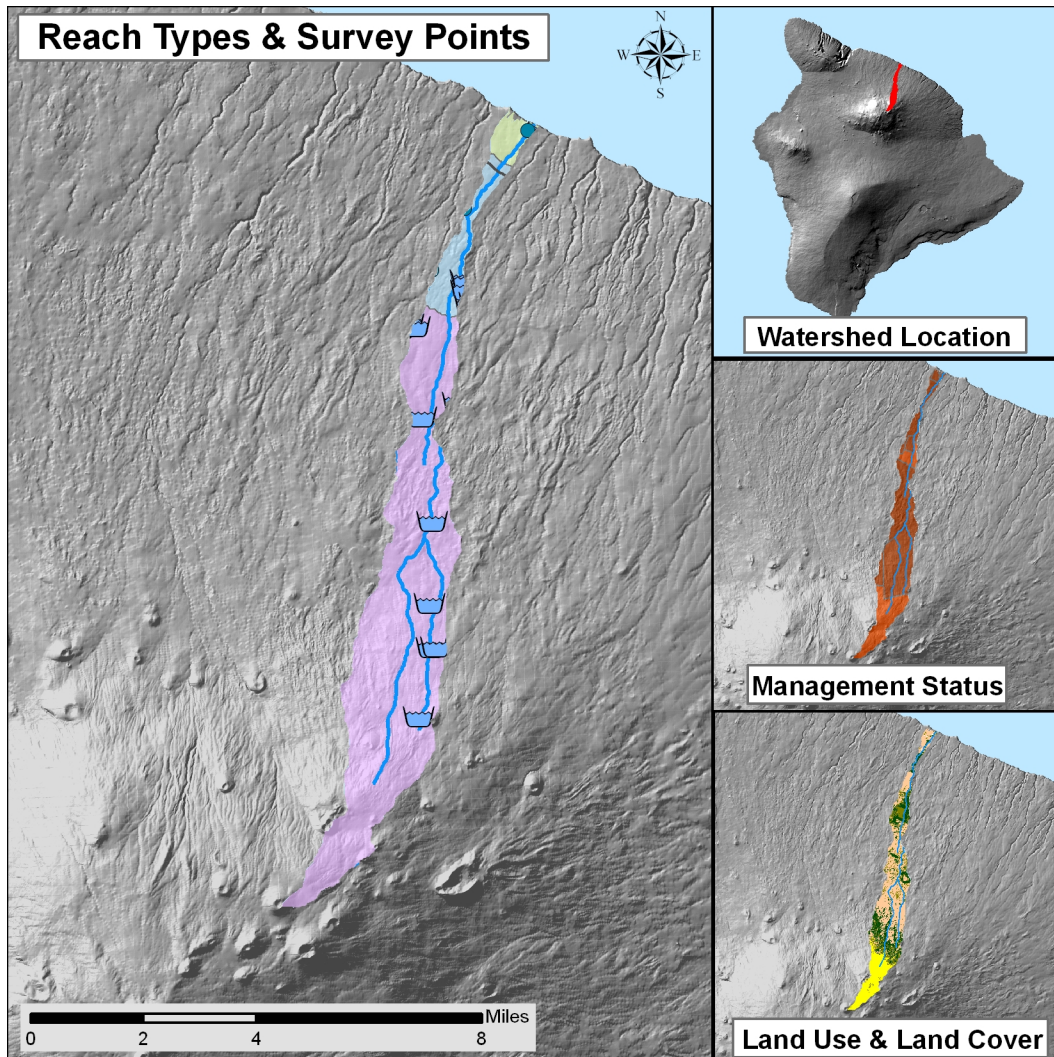 Reach Types & Survey Points
N
W E
S
Watershed Location
Management Status
Land Use & Land Cover
Miles
0 2 4 8